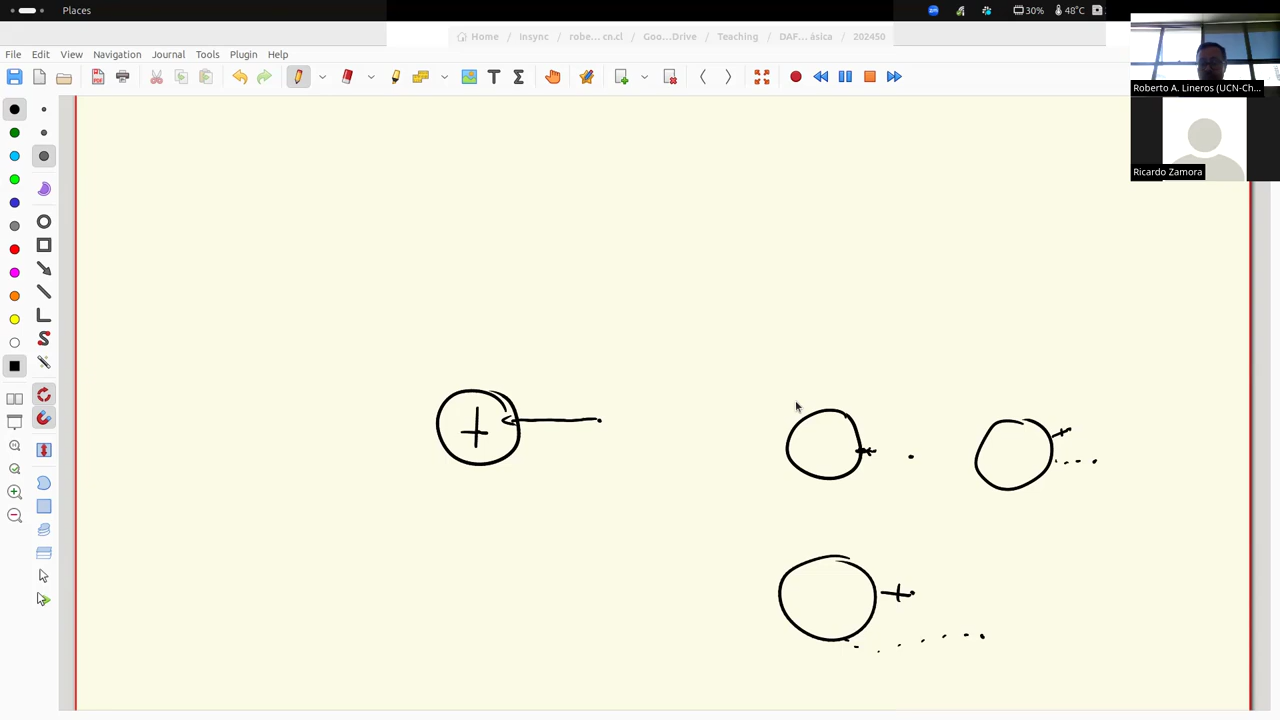 Places
30%
48°C
Home / Insync / robe... cn.cl / Goo...Drive / Teaching / DAF... ásica / 202450
File Edit View Navigation Journal Tools Plugin Help
Roberto A. Lineros (UCN-Ch...
Ricardo Zamora
+